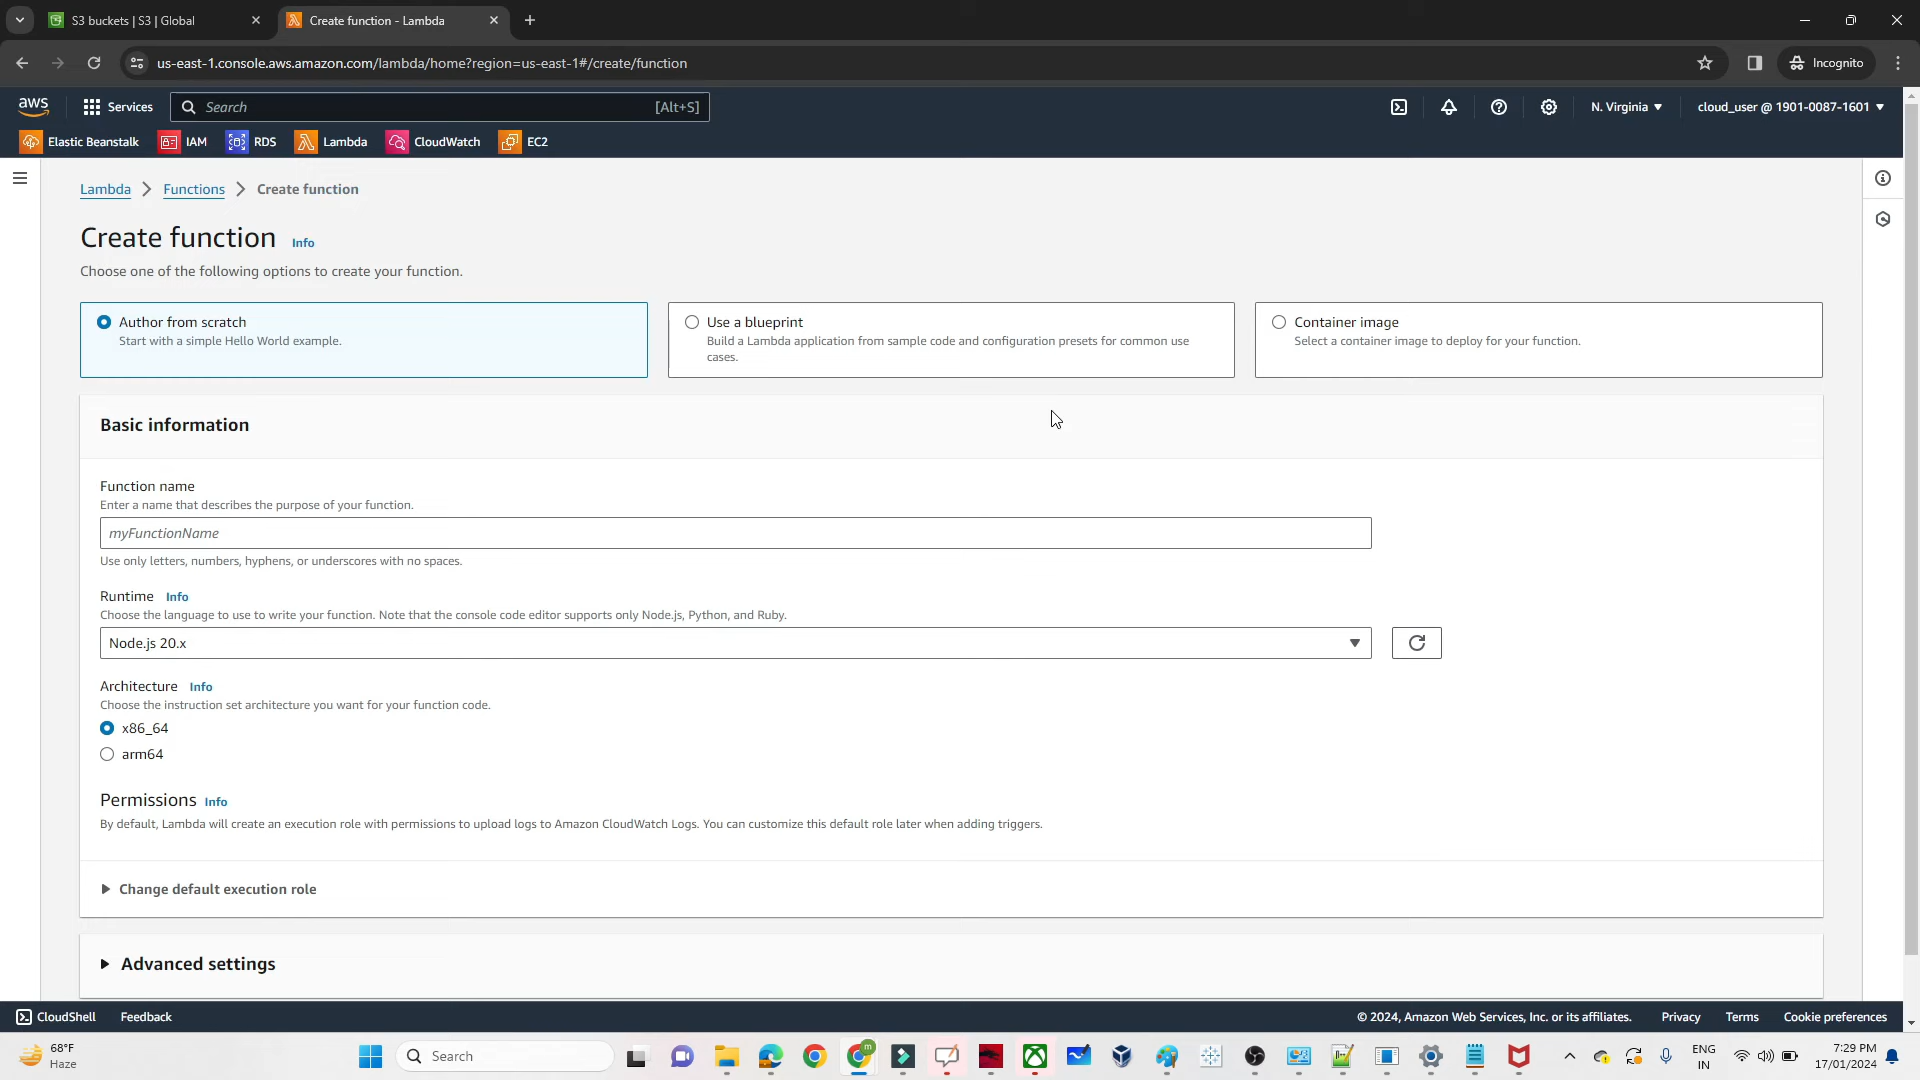 S3 buckets | S3 | Global
Create function - Lambda
us-east-1.console.aws.amazon.com/lambda/home?region=us-east-1#/create/function
Incognito
aws
Services
Search
[Alt+S]
N. Virginia
cloud_user @ 1901-0087-1601
Elastic Beanstalk
IAM
RDS
Lambda
CloudWatch
EC2
Lambda
Functions
Create function
Create function
Info
Choose one of the following options to create your function.
Author from scratch
Start with a simple Hello World example.
Use a blueprint
Build a Lambda application from sample code and configuration presets for common use
cases.
Container image
Select a container image to deploy for your function.
Basic information
Function name
Enter a name that describes the purpose of your function.
myFunctionName
Use only letters, numbers, hyphens, or underscores with no spaces.
Runtime
Info
Choose the language to use to write your function. Note that the console code editor supports only Node.js, Python, and Ruby.
Node.js 20.x
Architecture
Info
Choose the instruction set architecture you want for your function code.
x86_64
arm64
Permissions
Info
By default, Lambda will create an execution role with permissions to upload logs to Amazon CloudWatch Logs. You can customize this default role later when adding triggers.
Change default execution role
Advanced settings
CloudShell
Feedback
© 2024, Amazon Web Services, Inc. or its affiliates.
Privacy
Terms
Cookie preferences
68°F
Haze
Search
m
ENG
IN
7:29 PM
17/01/2024